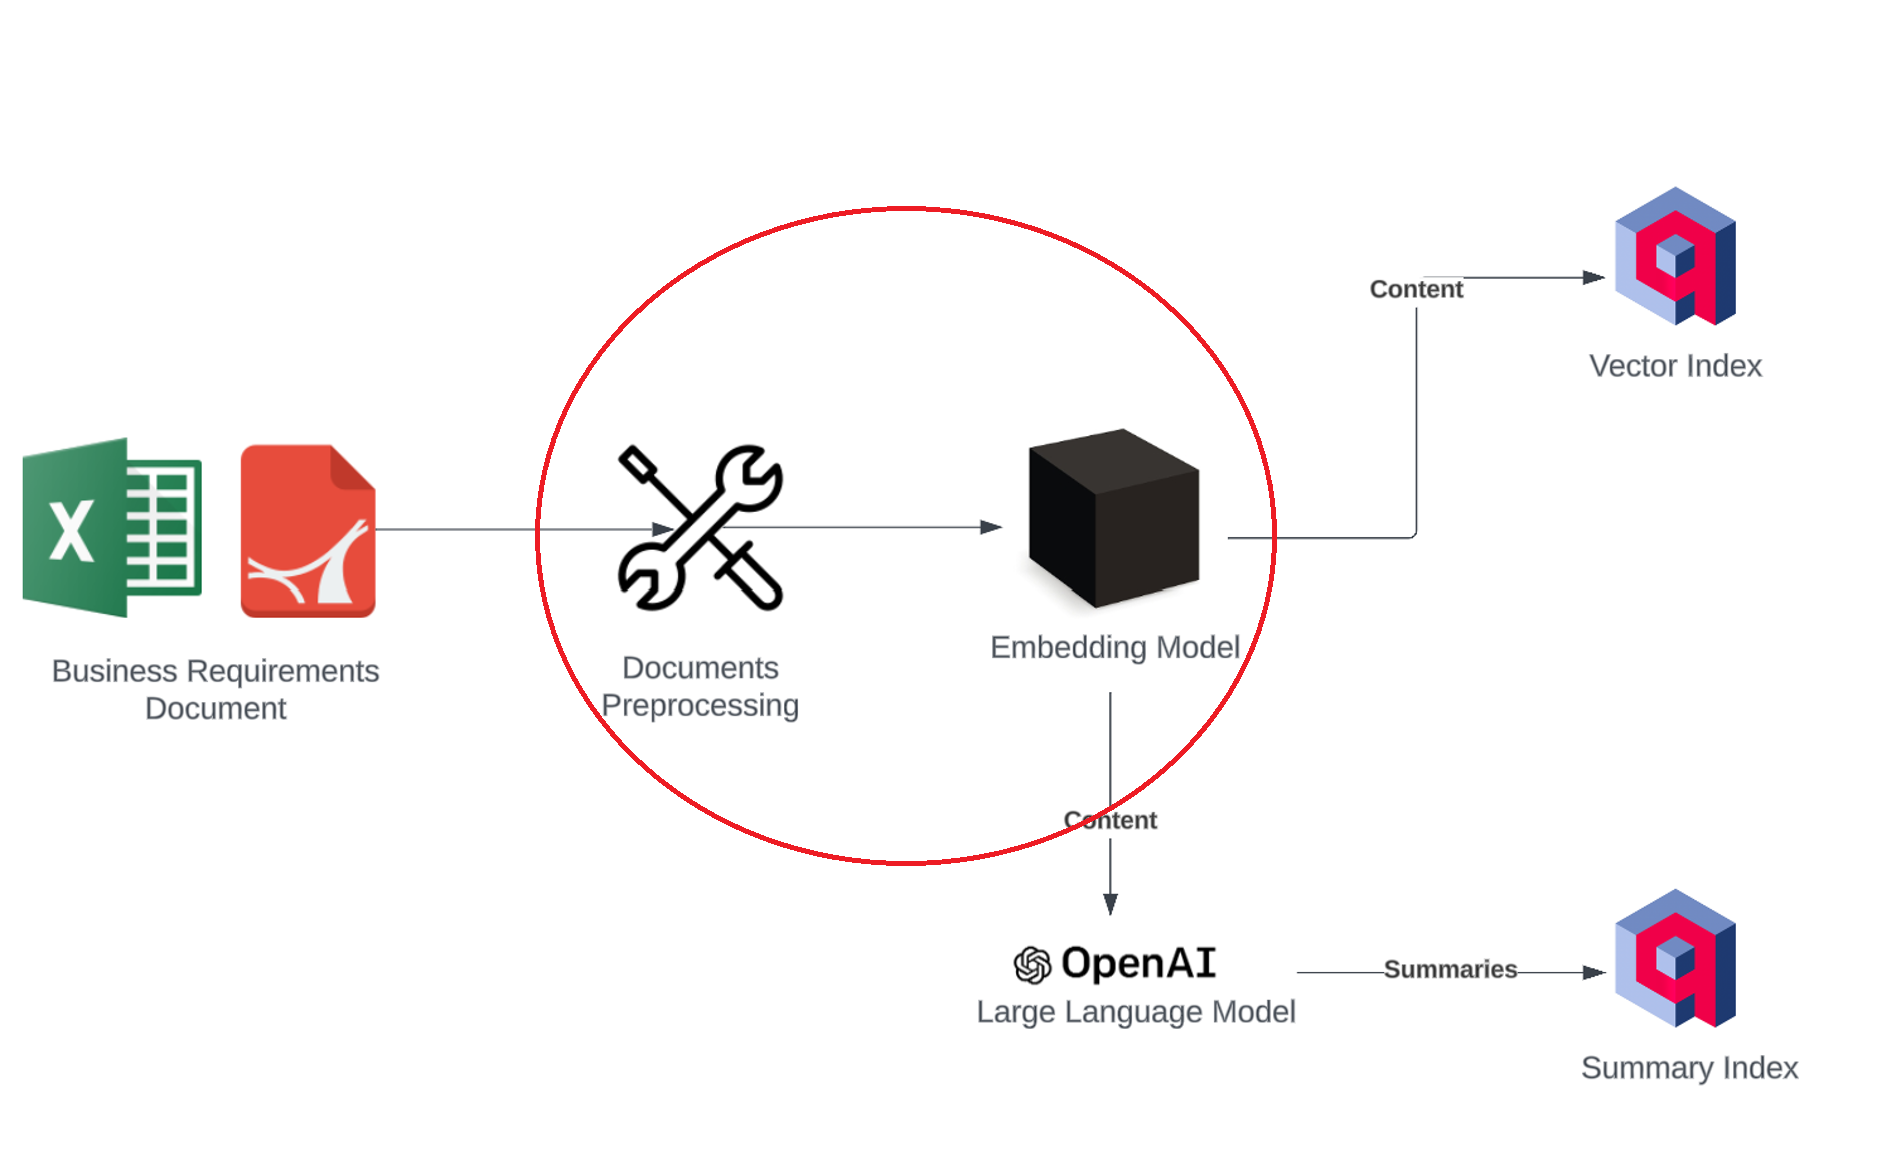 Content
Vector Index
X
Business Requirements
Document
Documents
Preprocessing
Embedding Model
Content
OpenAI
Large Language Model
Summaries
Summary Index